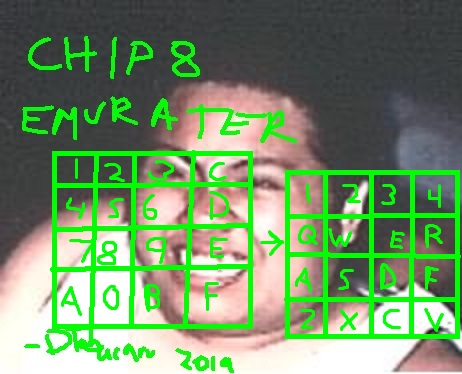 CHIP 8
EMURATER
1 2 3 C
4 5 6 D
7 8 9 E
A 0 B F
→
1 2 3 4
Q W E R
A S D F
Z X C V
2019